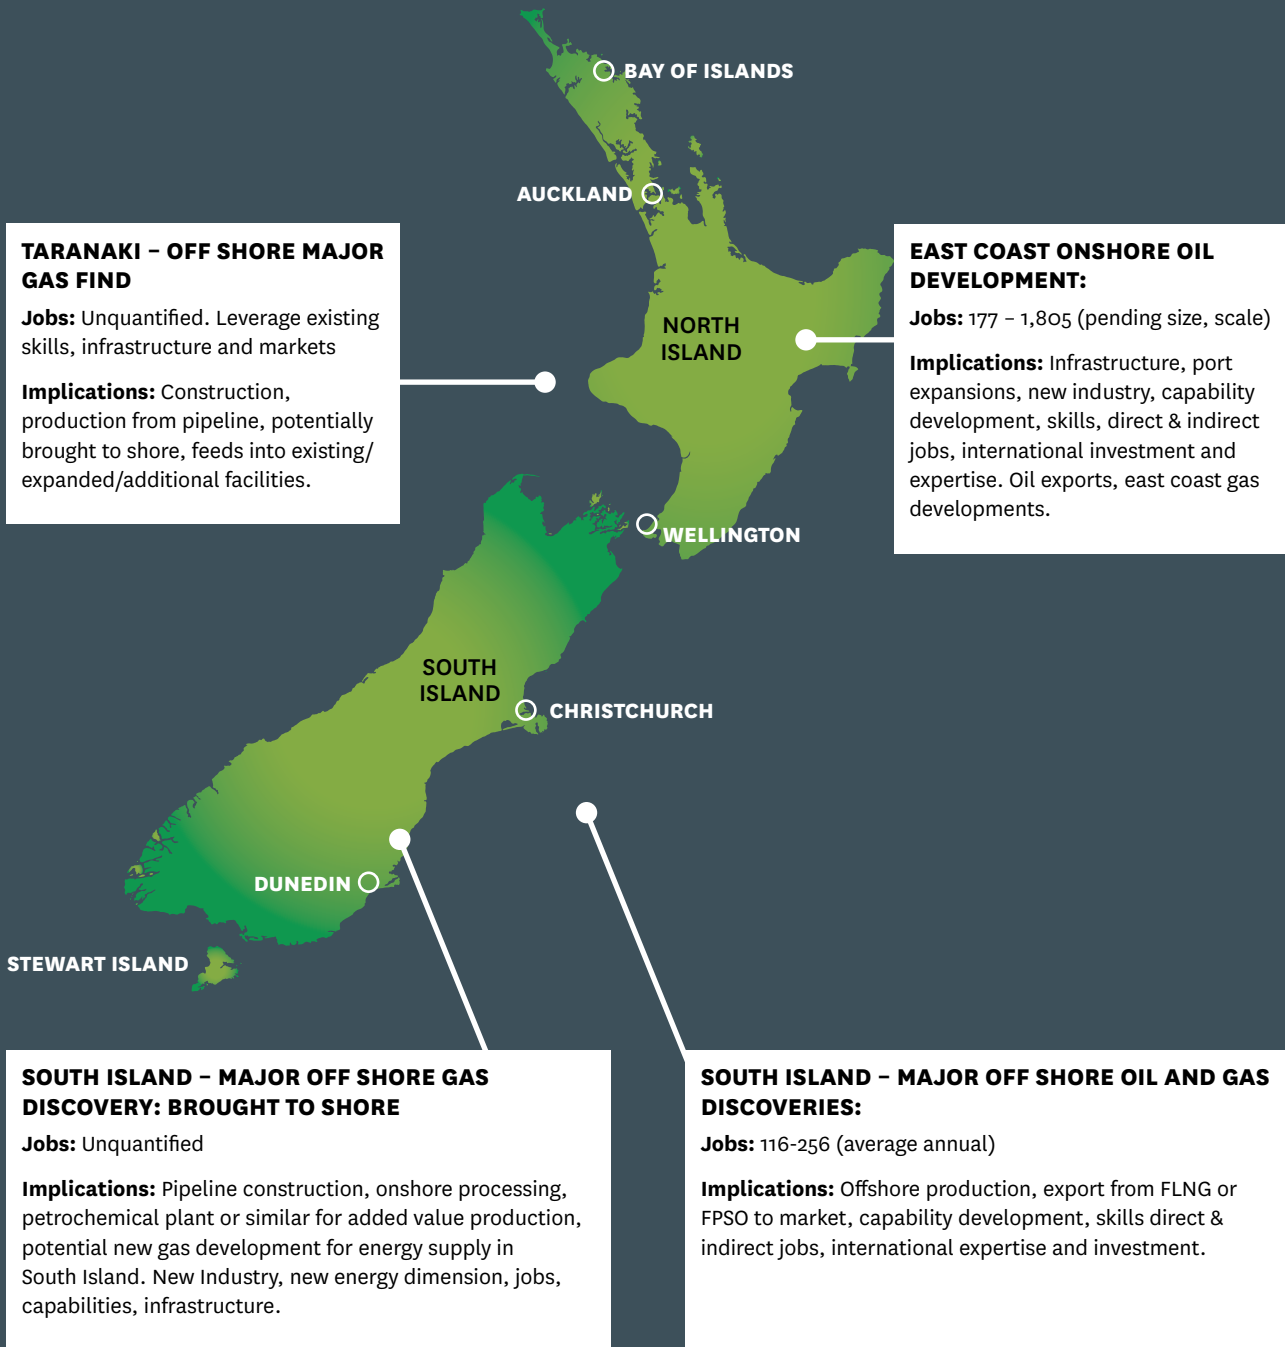 BAY OF ISLANDS
AUCKLAND
TARANAKI – OFF SHORE MAJOR
GAS FIND
Jobs: Unquantified. Leverage existing
skills, infrastructure and markets
Implications: Construction,
production from pipeline, potentially
brought to shore, feeds into existing/
expanded/additional facilities.
NORTH
ISLAND
EAST COAST ONSHORE OIL
DEVELOPMENT:
Jobs: 177 – 1,805 (pending size, scale)
Implications: Infrastructure, port
expansions, new industry, capability
development, skills, direct & indirect
jobs, international investment and
expertise. Oil exports, east coast gas
developments.
WELLINGTON
SOUTH
ISLAND
CHRISTCHURCH
DUNEDIN
STEWART ISLAND
SOUTH ISLAND – MAJOR OFF SHORE GAS
DISCOVERY: BROUGHT TO SHORE
Jobs: Unquantified
Implications: Pipeline construction, onshore processing,
petrochemical plant or similar for added value production,
potential new gas development for energy supply in
South Island. New Industry, new energy dimension, jobs,
capabilities, infrastructure.
SOUTH ISLAND – MAJOR OFF SHORE OIL AND GAS
DISCOVERIES:
Jobs: 116-256 (average annual)
Implications: Offshore production, export from FLNG or
FPSO to market, capability development, skills direct &
indirect jobs, international expertise and investment.